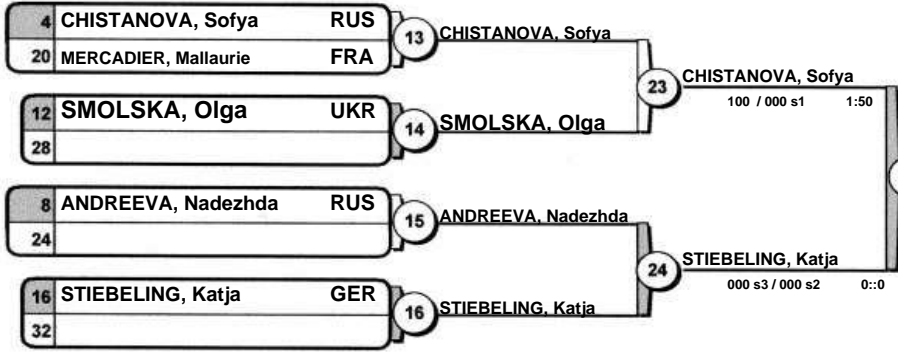 4 CHISTANOVA, Sofya RUS
20 MERCADIER, Mallaurie FRA
13 CHISTANOVA, Sofya
12 SMOLSKA, Olga UKR
28
14 SMOLSKA, Olga
23 CHISTANOVA, Sofya
100 / 000 s1 1:50
8 ANDREEVA, Nadezhda RUS
24
15 ANDREEVA, Nadezhda
16 STIEBELING, Katja GER
32
16 STIEBELING, Katja
24 STIEBELING, Katja
000 s3 / 000 s2 0::0